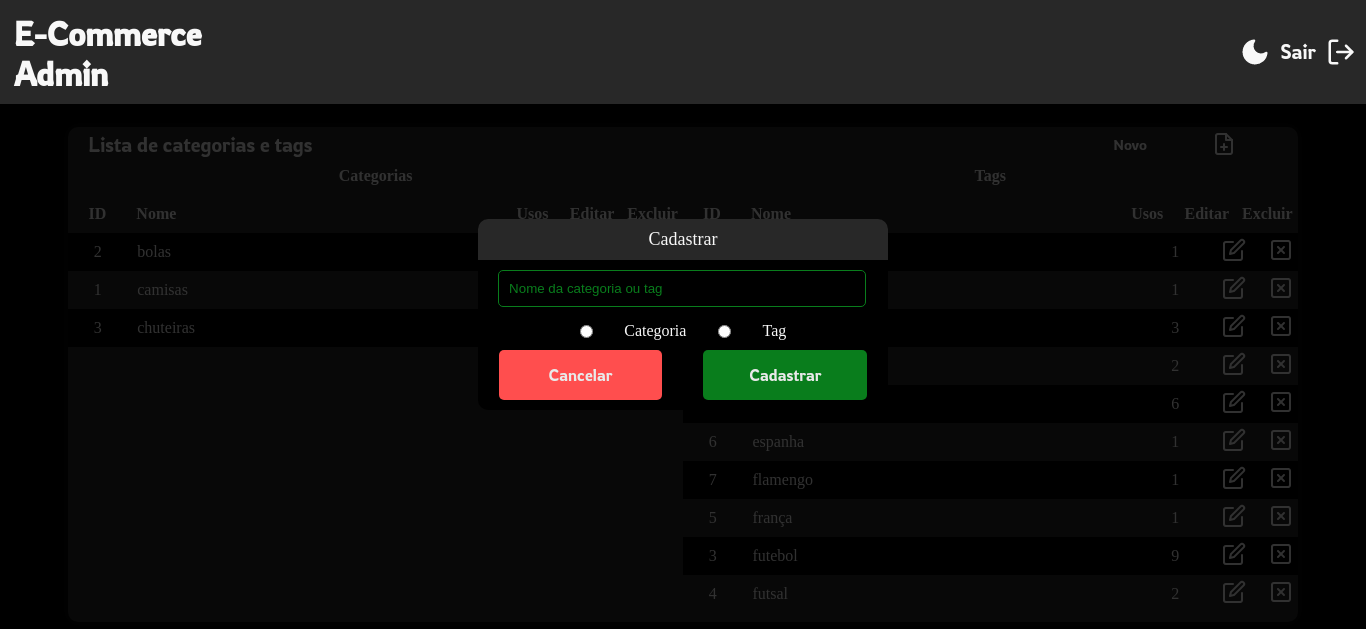 E-Commerce
Admin
Sair
Lista de categorias e tags
Novo
Categorias
Tags
ID Nome Usos Editar Excluir ID Nome Usos Editar Excluir
Cadastrar
2 bolas 1
Nome da categoria ou tag
1 camisas 1
3 chuteiras 3
Categoria Tag
2
Cancelar Cadastrar
6
6 espanha 1
7 flamengo 1
5 frança 1
3 futebol 9
4 futsal 2